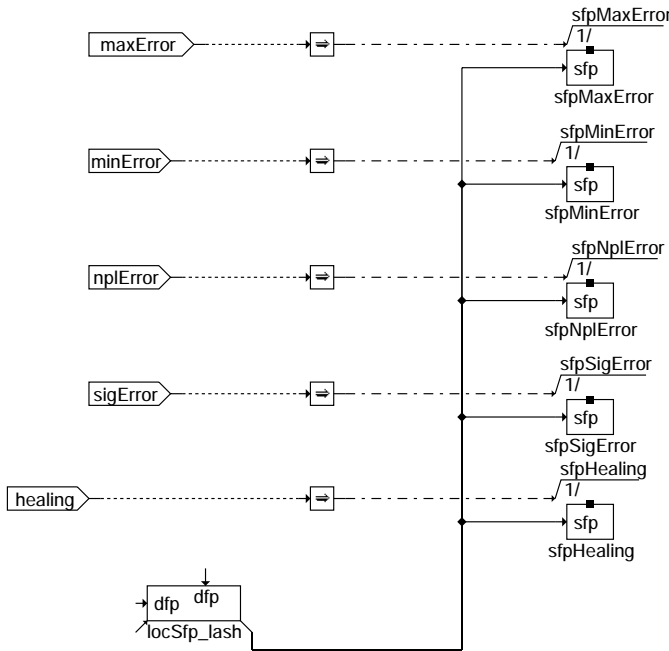 sfpMaxError
maxError
⇒
1/
sfp
sfpMaxError
sfpMinError
minError
⇒
1/
sfp
sfpMinError
sfpNplError
nplError
⇒
1/
sfp
sfpNplError
sfpSigError
sigError
⇒
1/
sfp
sfpSigError
sfpHealing
healing
⇒
1/
sfp
sfpHealing
dfp dfp
locSfp_lash